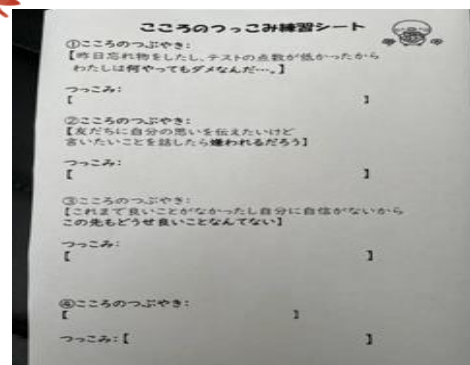 こころのつっこみ練習シート
①こころのつぶやき:
【昨日忘れ物をしたし、テストの点数が低かったから
わたしは何やってもダメなんだ…。】
つっこみ:
【 】
②こころのつぶやき:
【友だちに自分の思いを伝えたいけど
言いたいことを話したら嫌われるだろう】
つっこみ:
【 】
③こころのつぶやき:
【これまで良いことがなかったし自分に自信がないから
この先もどうせ良いことなんてない】
つっこみ:
【 】
④こころのつぶやき:
【 】
つっこみ:【 】